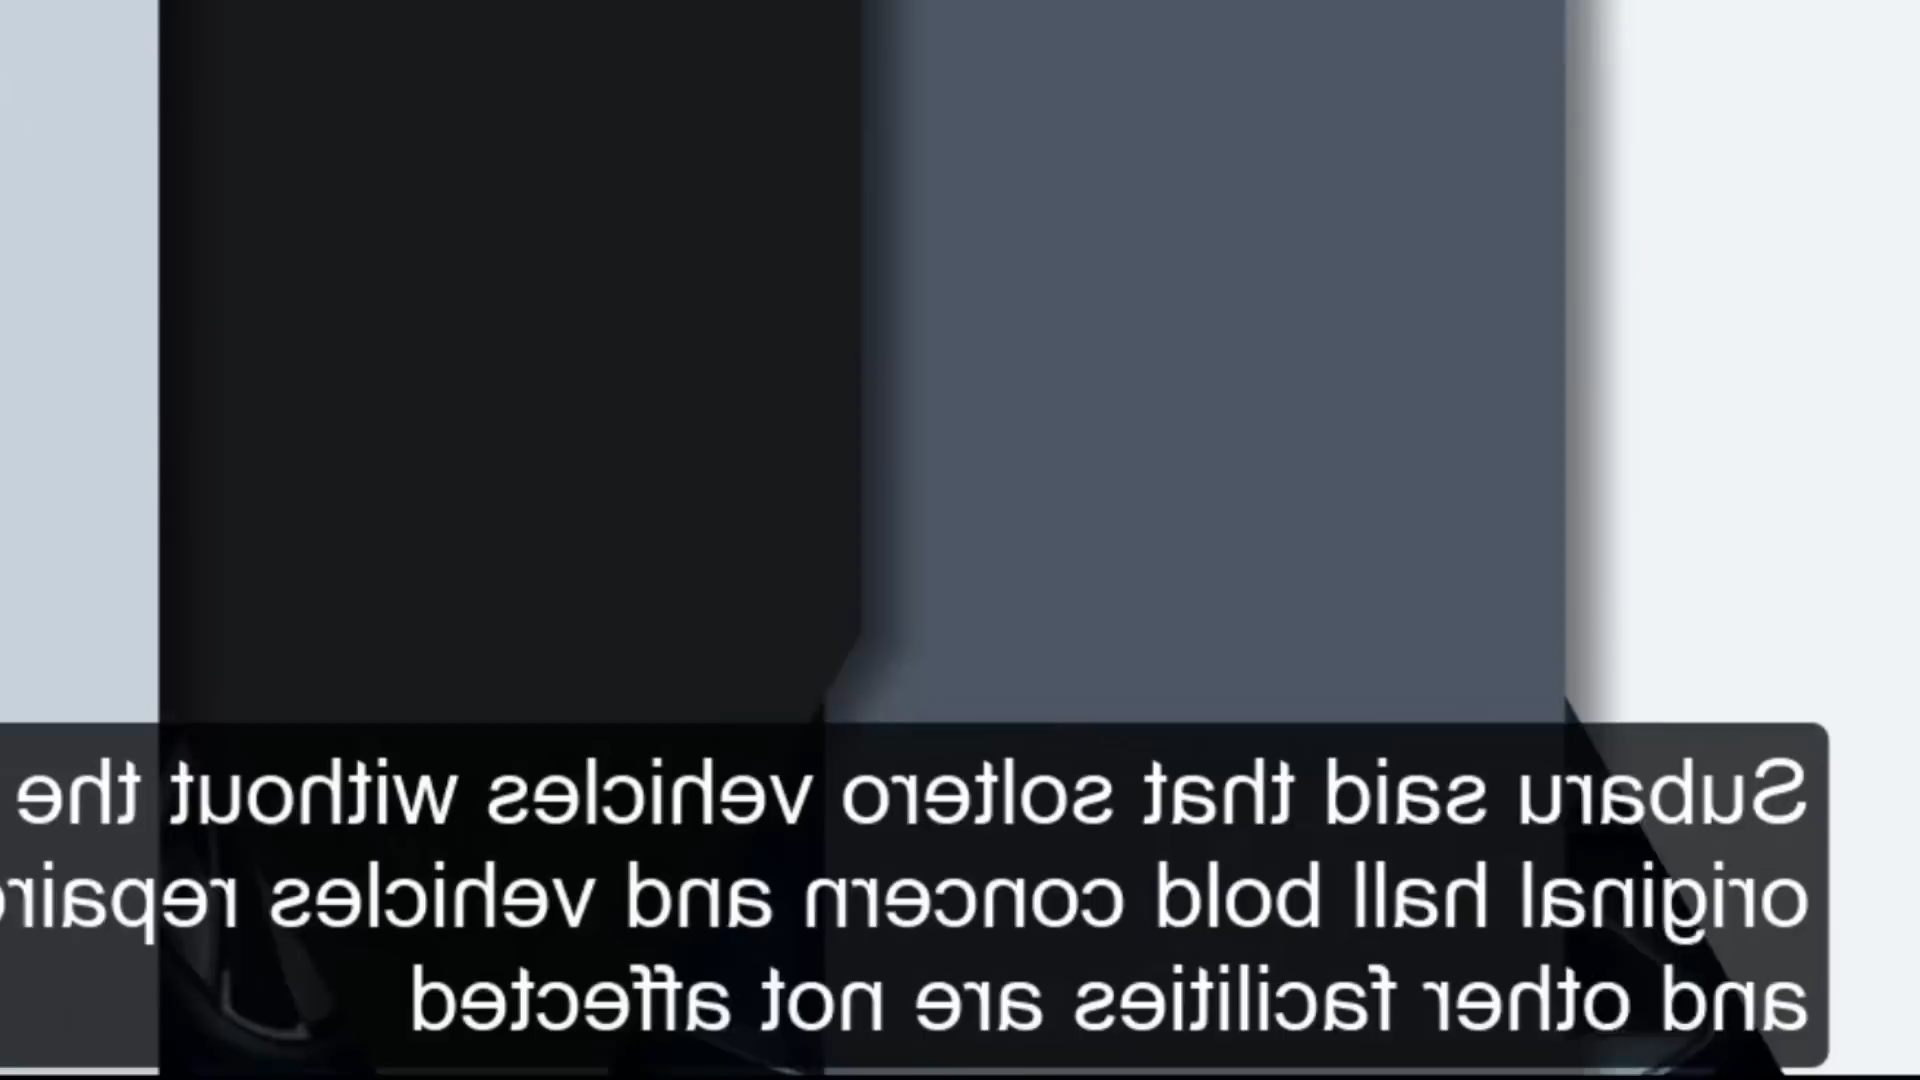 Subaru said that soltero vehicles without the
original hall bold concern and vehicles
and other facilities are not affected